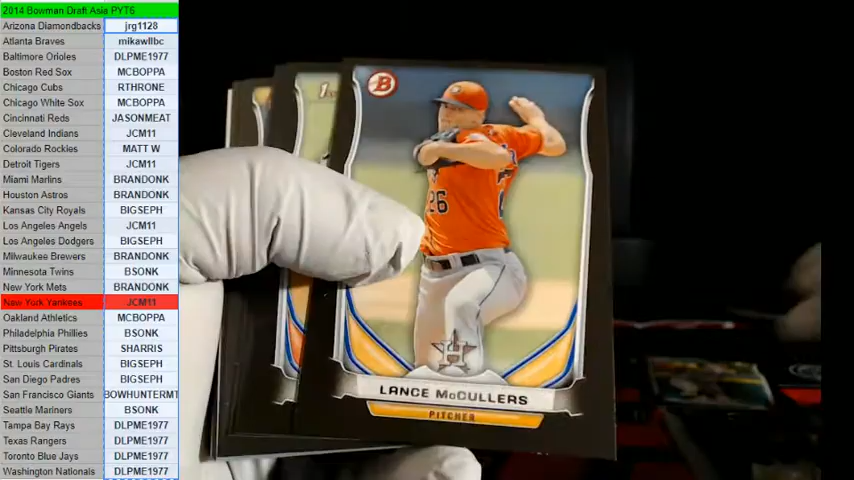 2014 Bowman Draft Asia PYT6
Arizona Diamondbacks jrg1128
Atlanta Braves mikawllbc
Baltimore Orioles DLPME1977
Boston Red Sox MCBOPPA
Chicago Cubs RTHRONE
Chicago White Sox MCBOPPA
Cincinnati Reds JASONMEAT
Cleveland Indians JCM11
Colorado Rockies MATT W
Detroit Tigers JCM11
Miami Marlins BRANDONK
Houston Astros BRANDONK
Kansas City Royals BIGSEPH
Los Angeles Angels JCM11
Los Angeles Dodgers BIGSEPH
Milwaukee Brewers BRANDONK
Minnesota Twins BSONK
New York Mets BRANDONK
New York Yankees JCM11
Oakland Athletics MCBOPPA
Philadelphia Phillies BSONK
Pittsburgh Pirates SHARRIS
St. Louis Cardinals BIGSEPH
San Diego Padres BIGSEPH
San Francisco Giants BOWHUNTERMT
Seattle Mariners BSONK
Tampa Bay Rays DLPME1977
Texas Rangers DLPME1977
Toronto Blue Jays DLPME1977
Washington Nationals DLPME1977
B
26
H
LANCE McCULLERS
PITCHER